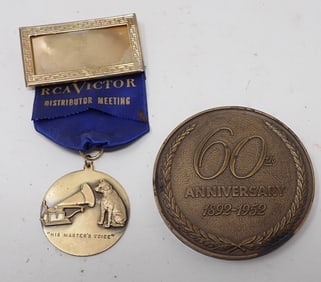 RCA VICTOR
DISTRIBUTOR MEETING
"HIS MASTER'S VOICE"
60th
ANNIVERSARY
1892-1952